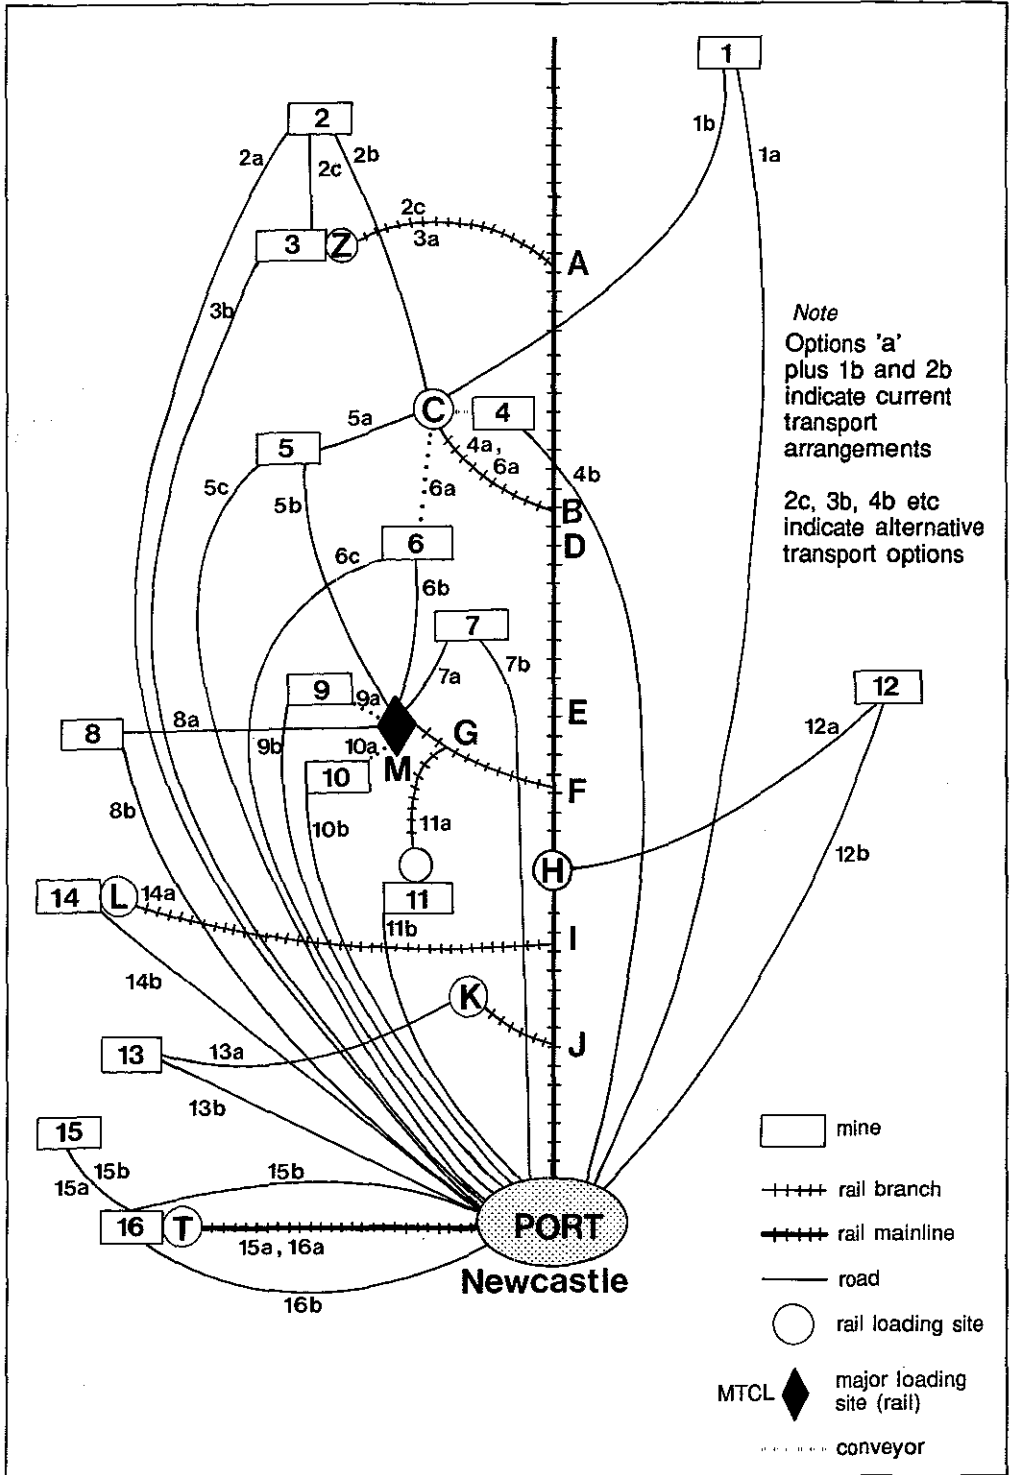 1
1b
1a
2
2a
2c
2b
3
Z
2c
3a
A
3b
Note
Options 'a'
plus 1b and 2b
indicate current
transport
arrangements
2c, 3b, 4b etc
indicate alternative
transport options
C
4
5a
5
4a,
6a
4b
5c
5b
6a
B
D
6
6c
6b
7
7a
7b
9
9a
12
8
8a
E
12a
G
9b
10a
M
10
F
8b
10b
11a
12b
H
14
L
14a
11
11b
I
14b
K
13
13a
J
13b
15
15b
15a
15b
16
T
PORT
15a, 16a
Newcastle
16b
mine
rail branch
rail mainline
road
rail loading site
MTCL
major loading
site (rail)
conveyor